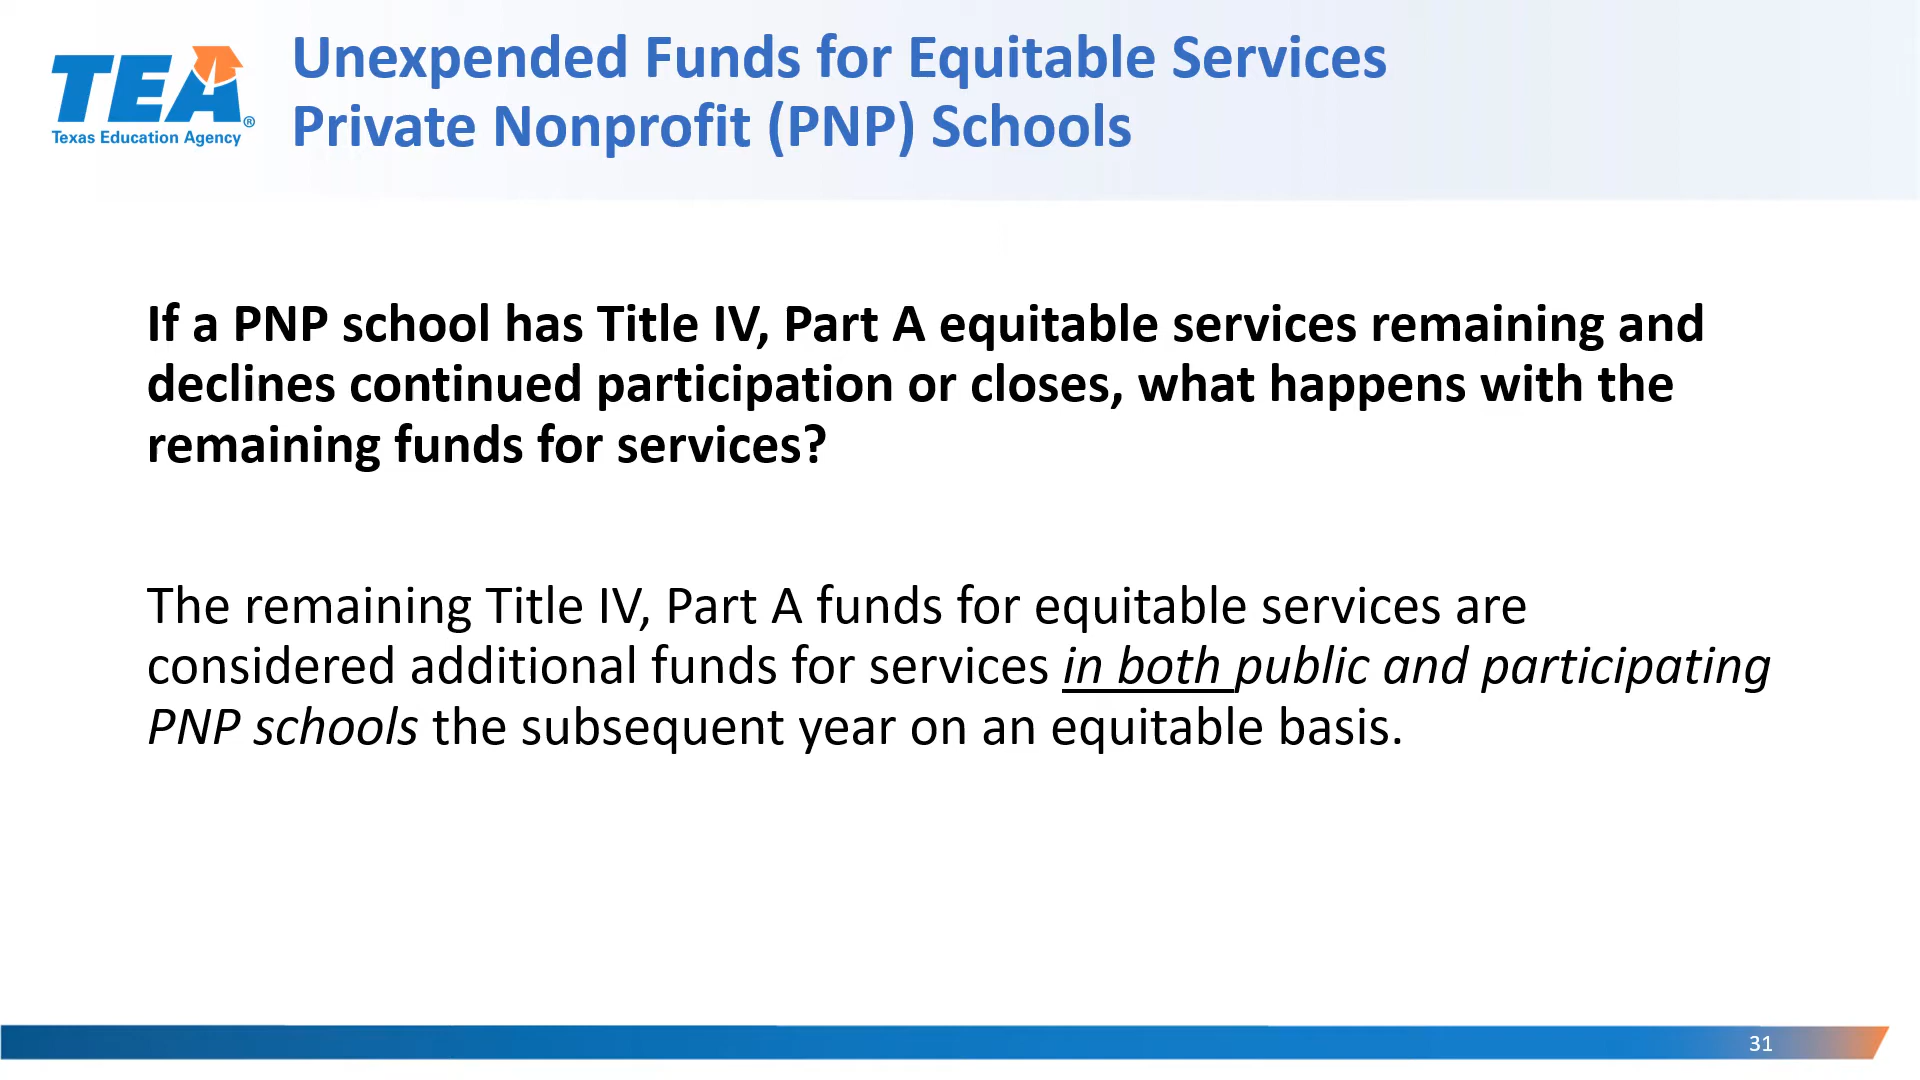 TEA®
Texas Education Agency
Unexpended Funds for Equitable Services
Private Nonprofit (PNP) Schools
If a PNP school has Title IV, Part A equitable services remaining and
declines continued participation or closes, what happens with the
remaining funds for services?
The remaining Title IV, Part A funds for equitable services are
considered additional funds for services in both public and participating
PNP schools the subsequent year on an equitable basis.
31